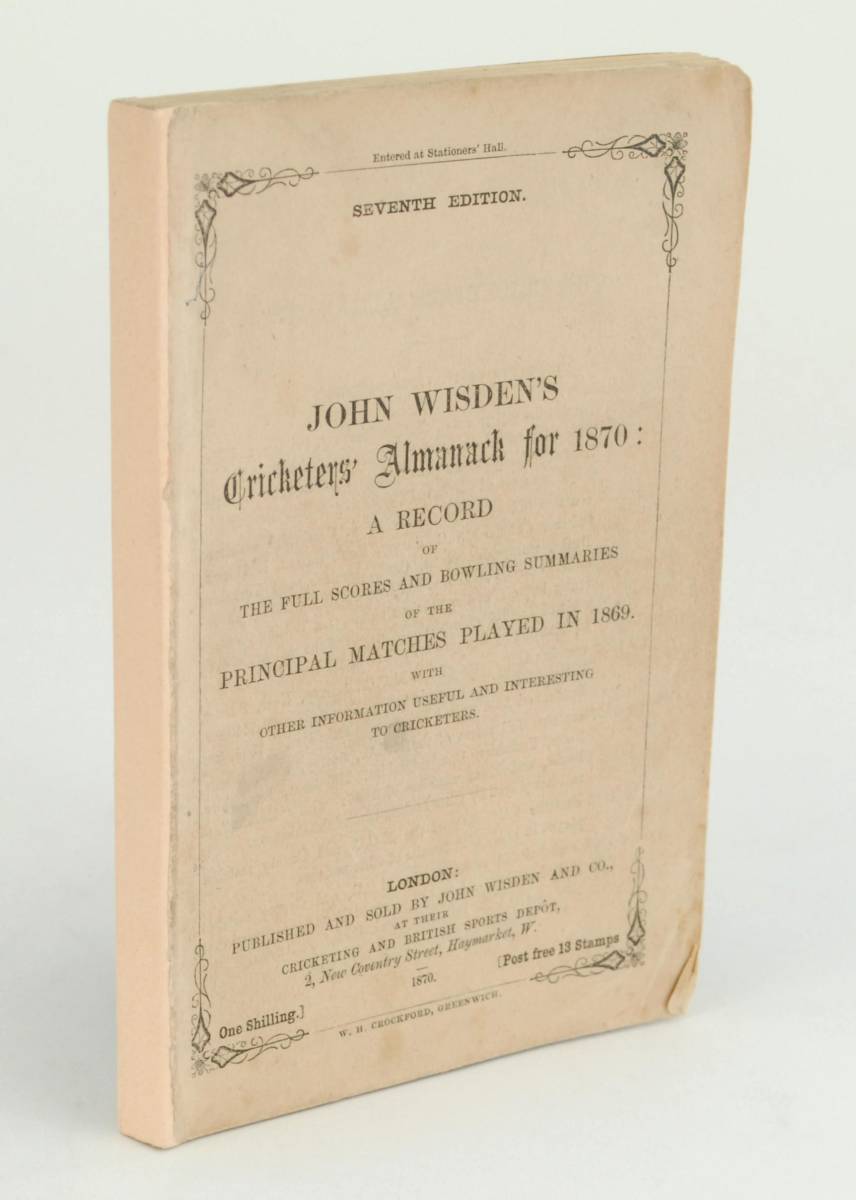 Entered at Stationers' Hall.
SEVENTH EDITION.
JOHN WISDEN'S
Cricketers' Almanack for 1870:
A RECORD
OF
THE FULL SCORES AND BOWLING SUMMARIES
OF THE
PRINCIPAL MATCHES PLAYED IN 1869.
WITH
OTHER INFORMATION USEFUL AND INTERESTING
TO CRICKETERS.
LONDON:
PUBLISHED AND SOLD BY JOHN WISDEN AND CO.,
AT THEIR
CRICKETING AND BRITISH SPORTS DEPÔT,
2, New Coventry Street, Haymarket, W.
1870.
One Shilling.] [Post free 13 Stamps
W. H. CROCKFORD, GREENWICH.